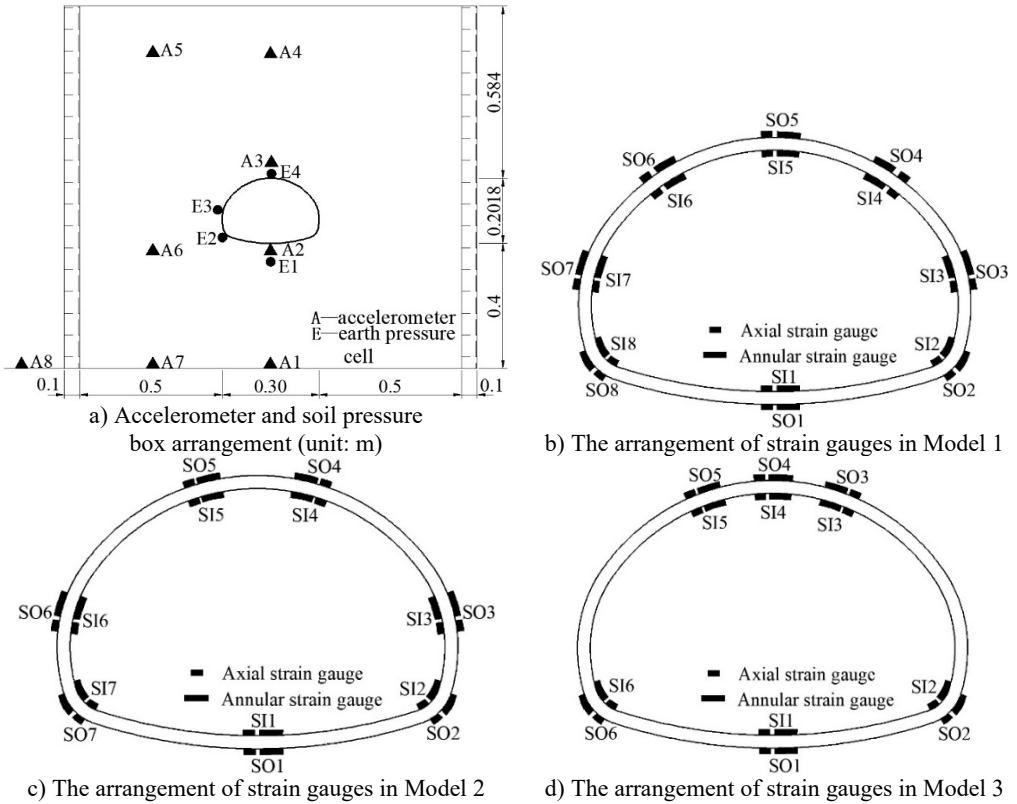 A5
A4
0.584
A3
E4
E3
E2
0.2018
A6
A2
E1
0.4
A—accelerometer
E—earth pressure
cell
A8
A7
A1
0.1
0.5
0.30
0.5
0.1
a) Accelerometer and soil pressure
box arrangement (unit: m)
SO5
SO6
SO4
SI5
SI6
SI4
SO7
SI7
SI3
SO3
Axial strain gauge
SI8
SI2
Annular strain gauge
SI1
SO8
SO2
SO1
b) The arrangement of strain gauges in Model 1
SO5
SO4
SI5
SI4
SO6
SI6
SI3
SO3
Axial strain gauge
SI7
SI2
Annular strain gauge
SI1
SO7
SO2
SO1
c) The arrangement of strain gauges in Model 2
SO5
SO4
SO3
SI5
SI4
SI3
Axial strain gauge
SI6
SI2
Annular strain gauge
SI1
SO6
SO2
SO1
d) The arrangement of strain gauges in Model 3